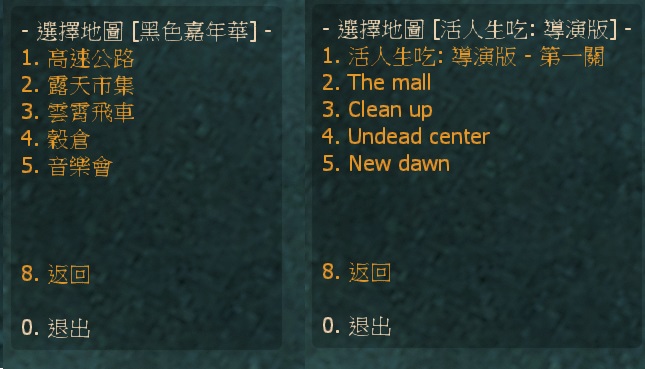 - 選擇地圖 [黑色嘉年華] -
1. 高速公路
2. 露天市集
3. 雲霄飛車
4. 穀倉
5. 音樂會
8. 返回
0. 退出
- 選擇地圖 [活人生吃: 導演版] -
1. 活人生吃: 導演版 - 第一關
2. The mall
3. Clean up
4. Undead center
5. New dawn
8. 返回
0. 退出